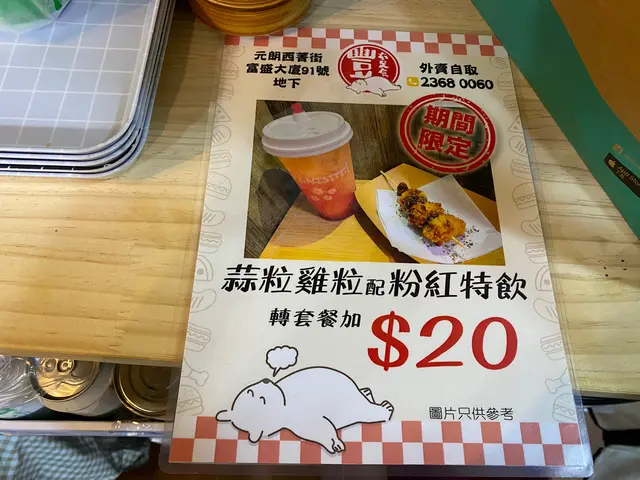 元朗西菁街
富盛大廈91號
地下
豐
外賣自取
2368 0060
期間
限定
蒜粒雞粒配粉紅特飲
轉套餐加
$20
圖片只供參考